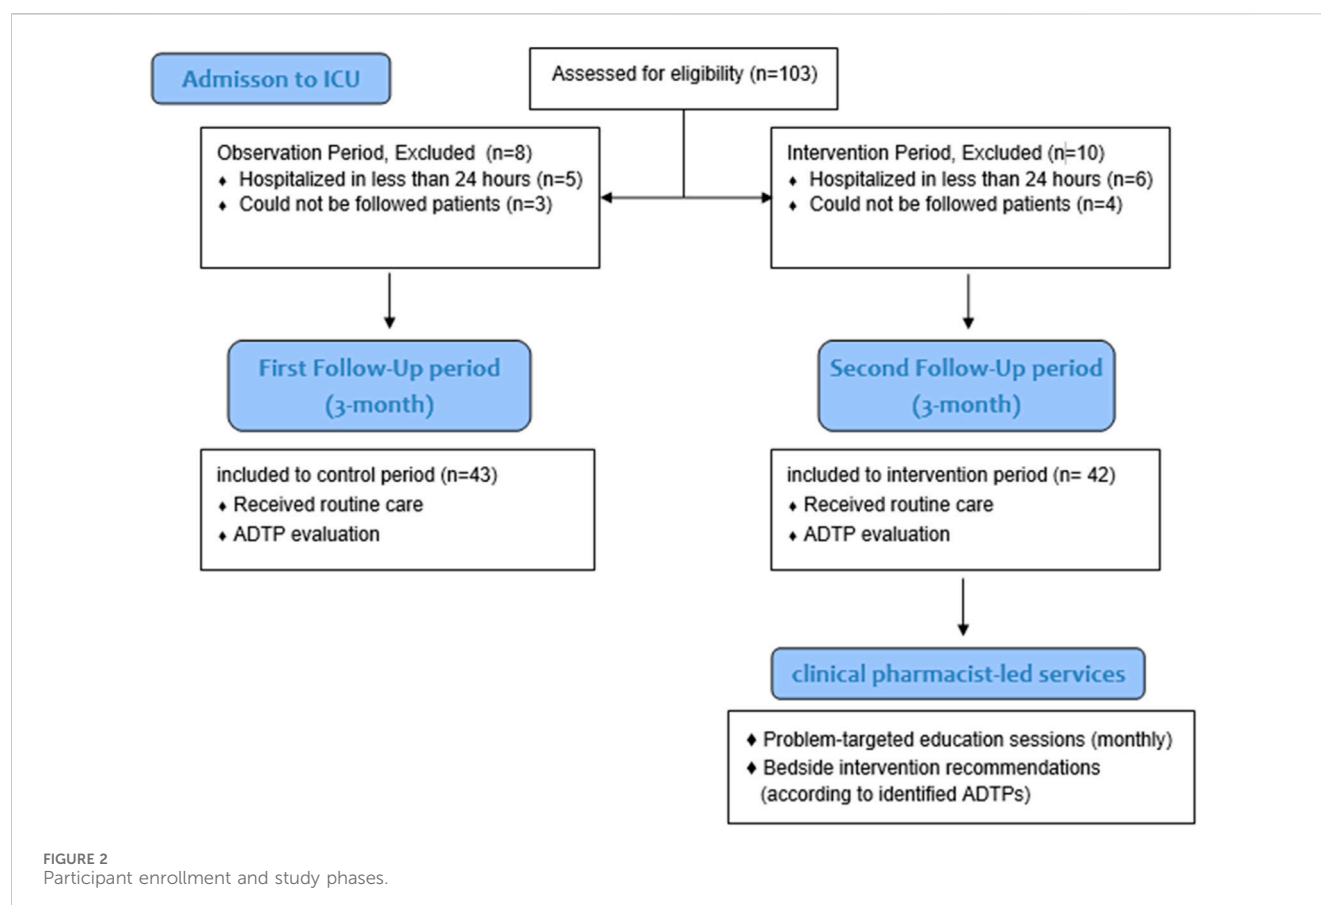 Admisson to ICU
Assessed for eligibility (n=103)
Observation Period, Excluded (n=8)
♦ Hospitalized in less than 24 hours (n=5)
♦ Could not be followed patients (n=3)
Intervention Period, Excluded (n=10)
♦ Hospitalized in less than 24 hours (n=6)
♦ Could not be followed patients (n=4)
First Follow-Up period
(3-month)
Second Follow-Up period
(3-month)
included to control period (n=43)
♦ Received routine care
♦ ADTP evaluation
included to intervention period (n= 42)
♦ Received routine care
♦ ADTP evaluation
clinical pharmacist-led services
♦ Problem-targeted education sessions (monthly)
♦ Bedside intervention recommendations
(according to identified ADTPs)
FIGURE 2
Participant enrollment and study phases.